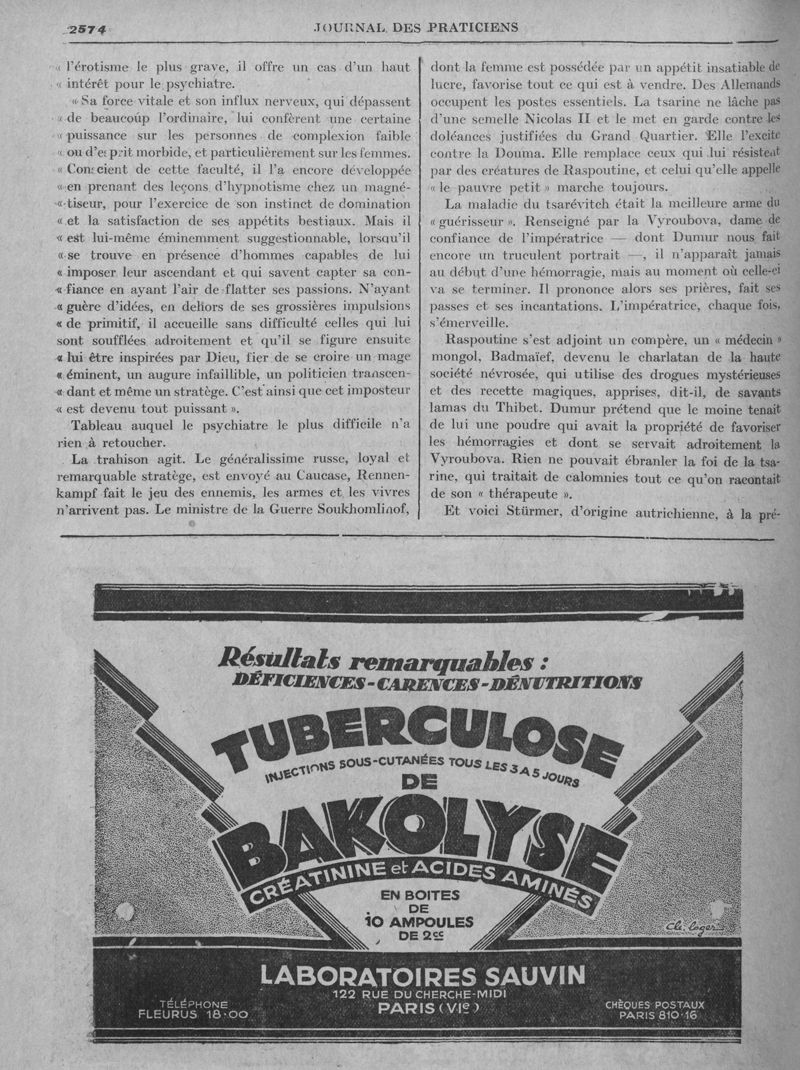 2574
JOURNAL DES PRATICIENS
« l'érotisme le plus grave, il offre un cas d'un haut
« intérêt pour le psychiatre.
« Sa force vitale et son influx nerveux, qui dépassent
« de beaucoup l'ordinaire, lui confèrent une certaine
« puissance sur les personnes de complexion faible
« ou d'esprit morbide, et particulièrement sur les femmes.
« Conscient de cette faculté, il l'a encore développée
« en prenant des leçons d'hypnotisme chez un magné-
« tiseur, pour l'exercice de son instinct de domination
« et la satisfaction de ses appétits bestiaux. Mais il
« est lui-même éminemment suggestionnable, lorsqu'il
« se trouve en présence d'hommes capables de lui
« imposer leur ascendant et qui savent capter sa con-
« fiance en ayant l'air de flatter ses passions. N'ayant
« guère d'idées, en dehors de ses grossières impulsions
« de primitif, il accueille sans difficulté celles qui lui
sont soufflées adroitement et qu'il se figure ensuite
« lui être inspirées par Dieu, fier de se croire un mage
« éminent, un augure infaillible, un politicien transcen-
« dant et même un stratège. C'est ainsi que cet imposteur
« est devenu tout puissant ».
Tableau auquel le psychiatre le plus difficile n'a
rien à retoucher.
La trahison agit. Le généralissime russe, loyal et
remarquable stratège, est envoyé au Caucase, Rennen-
kampf fait le jeu des ennemis, les armes et les vivres
n'arrivent pas. Le ministre de la Guerre Soukhomlinof,
dont la femme est possédée par un appétit insatiable de
lucre, favorise tout ce qui est à vendre. Des Allemands
occupent les postes essentiels. La tsarine ne lâche pas
d'une semelle Nicolas II et le met en garde contre les
doléances justifiées du Grand Quartier. Elle l'excite
contre la Douma. Elle remplace ceux qui lui résistent
par des créatures de Raspoutine, et celui qu'elle appelle
« le pauvre petit » marche toujours.
La maladie du tsarévitch était la meilleure arme du
« guérisseur ». Renseigné par la Vyroubova, dame de
confiance de l'impératrice — dont Dumur nous fait
encore un truculent portrait —, il n'apparaît jamais
au début d'une hémorragie, mais au moment où celle-ci
va se terminer. Il prononce alors ses prières, fait ses
passes et ses incantations. L'impératrice, chaque fois,
s'émerveille.
Raspoutine s'est adjoint un compère, un « médecin »
mongol, Badmaïef, devenu le charlatan de la haute
société névrosée, qui utilise des drogues mystérieuses
et des recette magiques, apprises, dit-il, de savants
lamas du Thibet. Dumur prétend que le moine tenait
de lui une poudre qui avait la propriété de favoriser
les hémorragies et dont se servait adroitement la
Vyroubova. Rien ne pouvait ébranler la foi de la tsa-
rine, qui traitait de calomnies tout ce qu'on racontait
de son « thérapeute ».
Et voici Stürmer, d'origine autrichienne, à la pré-
Résultats remarquables :
DÉFICIENCES-CARENCES-DÉNUTRITIONS
TUBERCULOSE
INJECTIONS SOUS-CUTANÉES TOUS LES 3 A 5 JOURS
DE
BAKOLYSE
CRÉATININE et ACIDES AMINÉS
EN BOITES
DE
10 AMPOULES
DE 2cc
Ch. Loger
LABORATOIRES SAUVIN
122 RUE DU CHERCHE-MIDI
PARIS (VIe)
TÉLÉPHONE
FLEURUS 18-00
CHÈQUES POSTAUX
PARIS 810-16